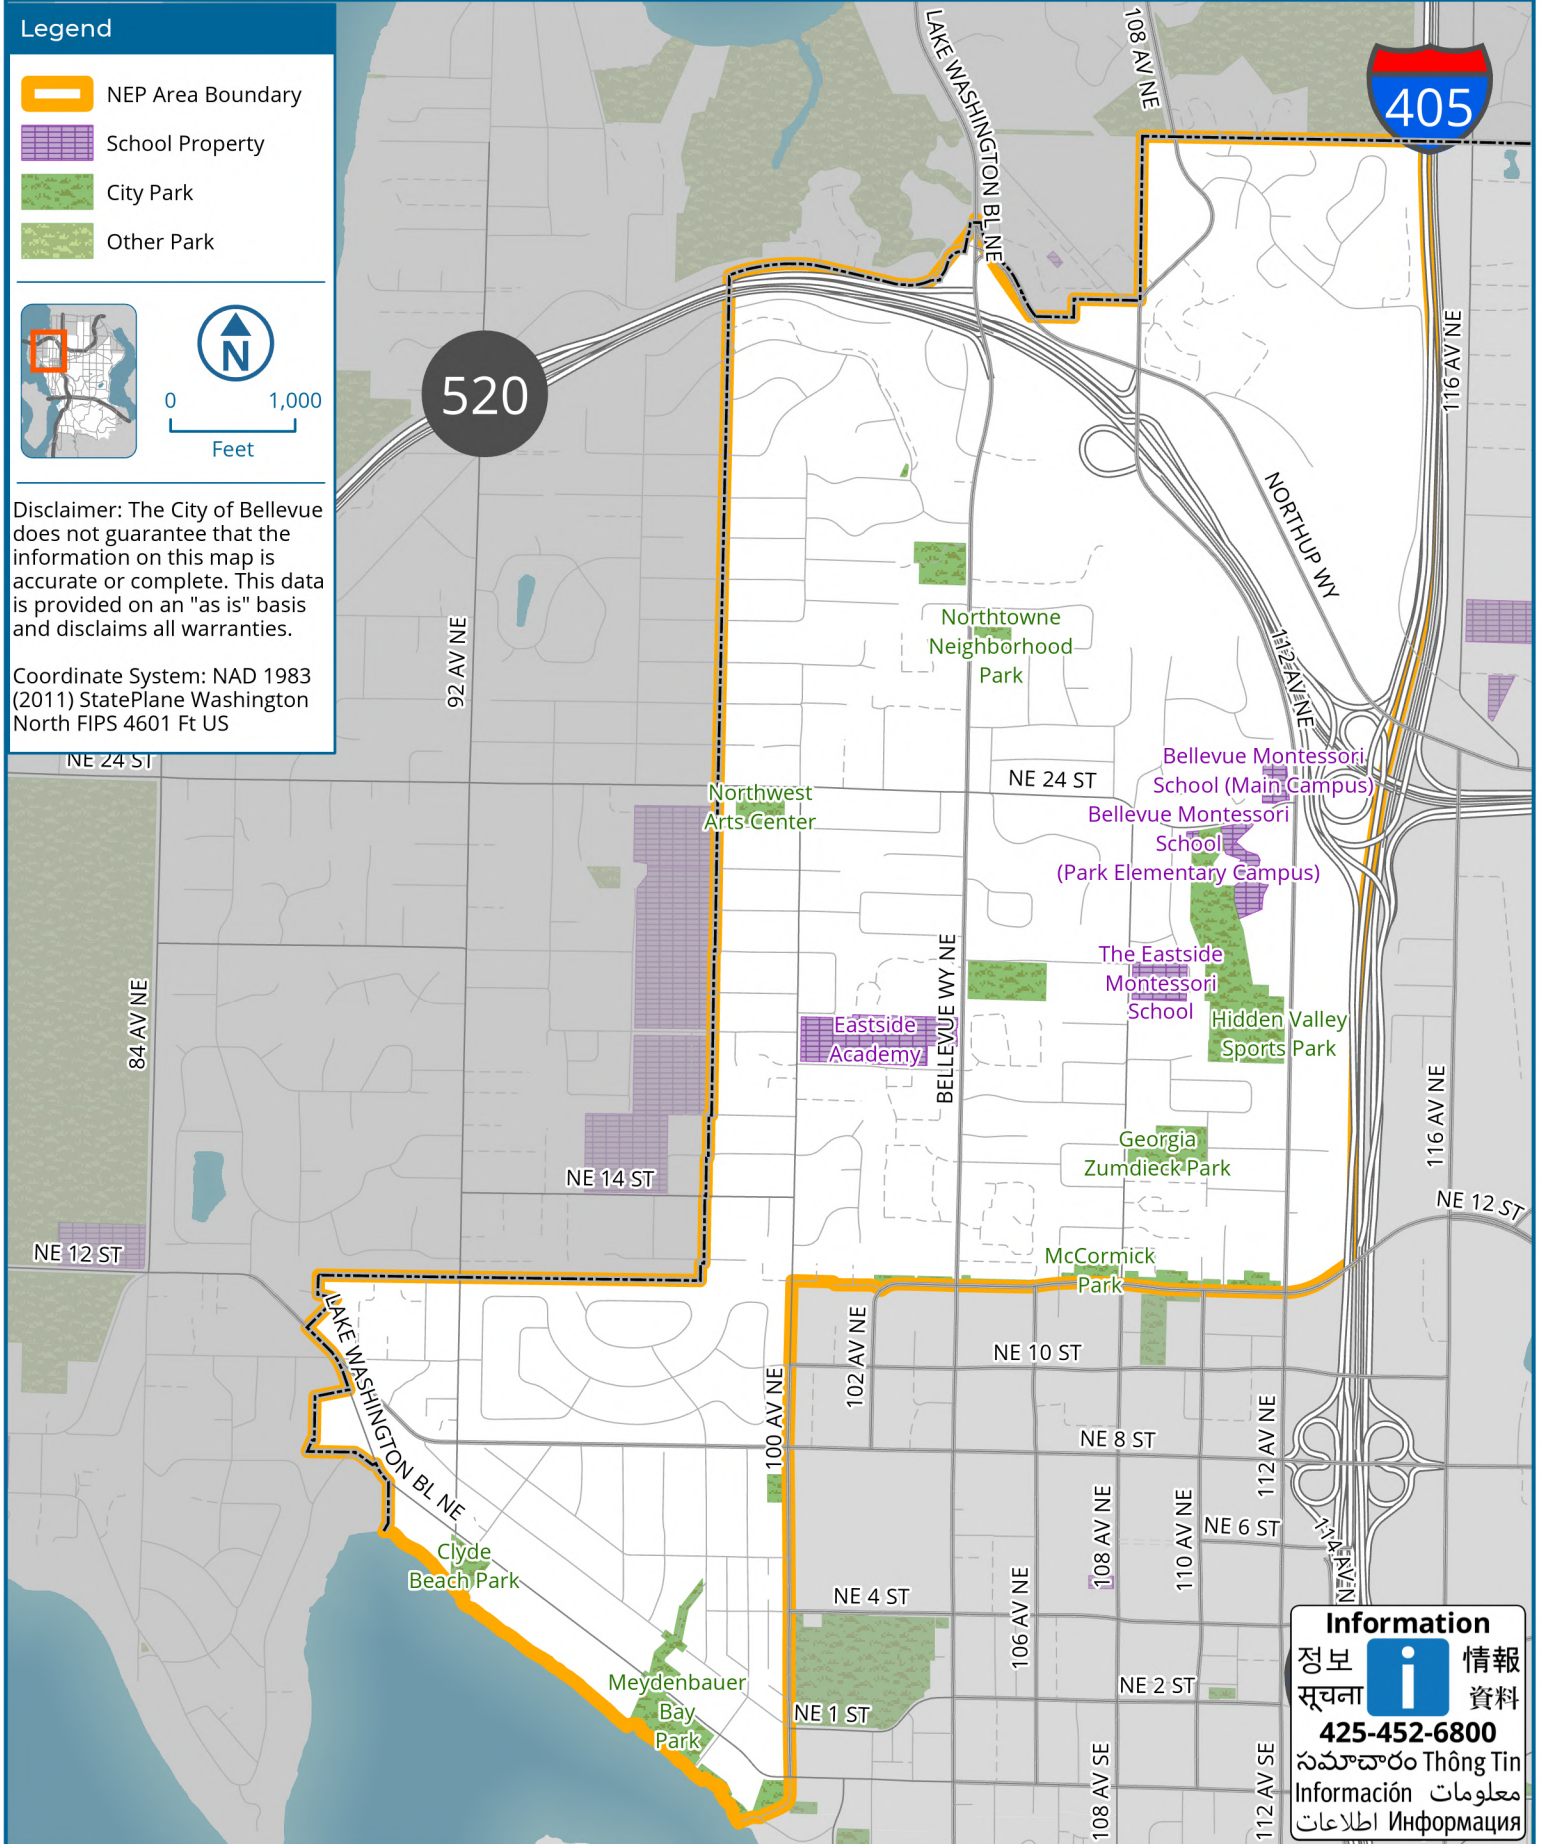 Legend
NEP Area Boundary
School Property
City Park
Other Park
N
0 1,000
Feet
Disclaimer: The City of Bellevue
does not guarantee that the
information on this map is
accurate or complete. This data
is provided on an "as is" basis
and disclaims all warranties.
Coordinate System: NAD 1983
(2011) StatePlane Washington
North FIPS 4601 Ft US
LAKE WASHINGTON BL NE
108 AV NE
405
520
116 AV NE
NORTHUP WY
92 AV NE
Northtowne
Neighborhood
Park
112 AV NE
NE 24 ST
NE 24 ST
Northwest
Arts Center
Bellevue Montessori
School (Main Campus)
Bellevue Montessori
School
(Park Elementary Campus)
84 AV NE
BELLEVUE WY NE
The Eastside
Montessori
School
Eastside
Academy
Hidden Valley
Sports Park
116 AV NE
Georgia
Zumdieck Park
NE 14 ST
NE 12 ST
NE 12 ST
McCormick
Park
LAKE WASHINGTON BL NE
102 AV NE
NE 10 ST
100 AV NE
NE 8 ST
112 AV NE
108 AV NE
110 AV NE
NE 6 ST
114 AV N
Clyde
Beach Park
106 AV NE
NE 4 ST
Meydenbauer
Bay
Park
NE 2 ST
NE 1 ST
108 AV SE
112 AV SE
Information
정보 i 情報
सूचना 資料
425-452-6800
సమాచారం Thông Tin
Información معلومات
اطلاعات Информация